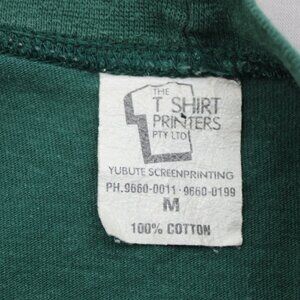 THE
T SHIRT
PRINTERS
PTY LTD
YUBUTE SCREENPRINTING
PH.9660-0011·9660-0199
M
100% COTTON